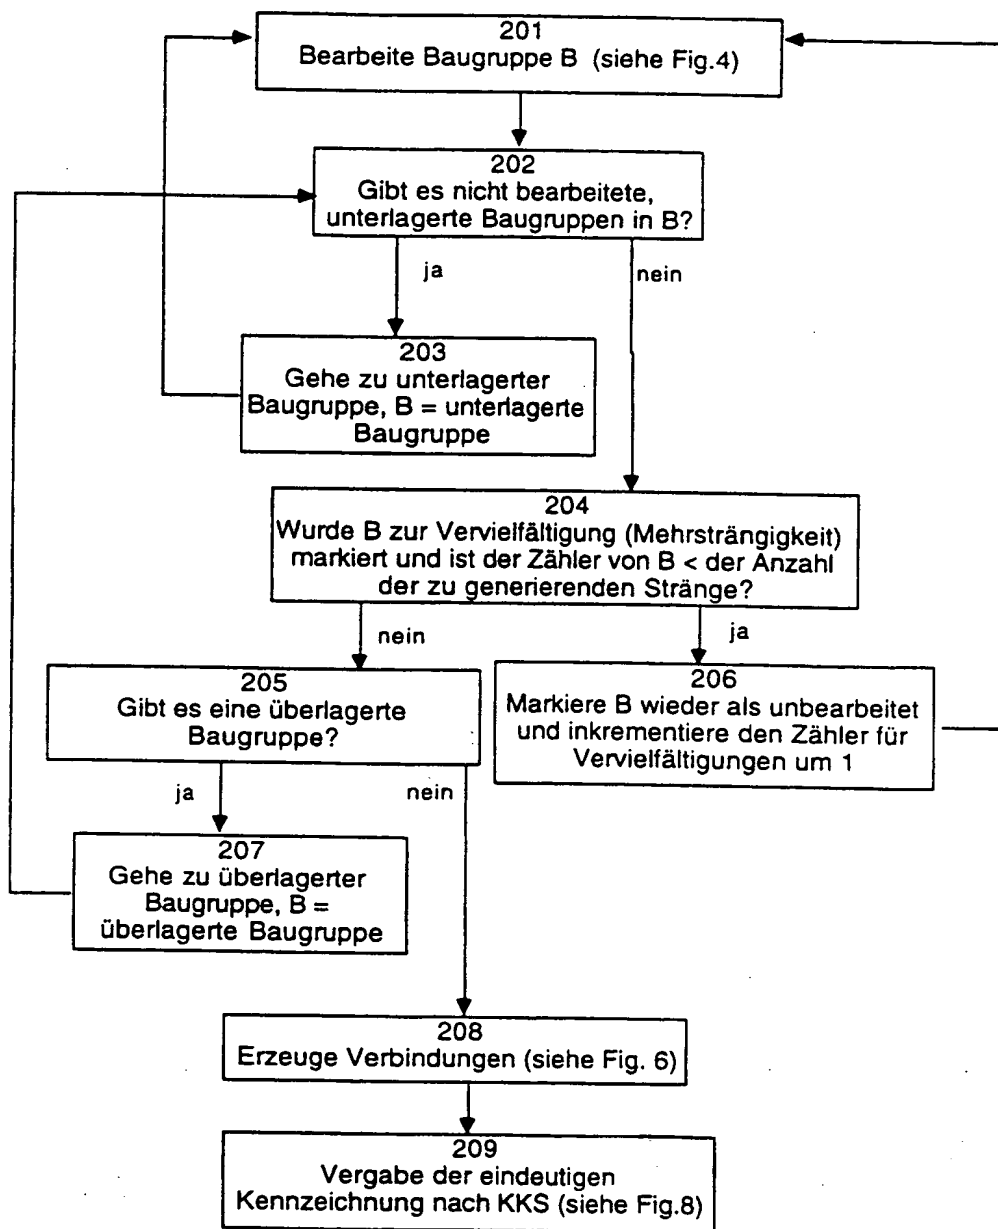 201
Bearbeite Baugruppe B (siehe Fig.4)
202
Gibt es nicht bearbeitete,
unterlagerte Baugruppen in B?
ja
nein
203
Gehe zu unterlagerter
Baugruppe, B = unterlagerte
Baugruppe
204
Wurde B zur Vervielfältigung (Mehrsträngigkeit)
markiert und ist der Zähler von B < der Anzahl
der zu generierenden Stränge?
nein
ja
205
Gibt es eine überlagerte
Baugruppe?
206
Markiere B wieder als unbearbeitet
und inkrementiere den Zähler für
Vervielfältigungen um 1
ja
nein
207
Gehe zu überlagerter
Baugruppe, B =
überlagerte Baugruppe
208
Erzeuge Verbindungen (siehe Fig. 6)
209
Vergabe der eindeutigen
Kennzeichnung nach KKS (siehe Fig.8)